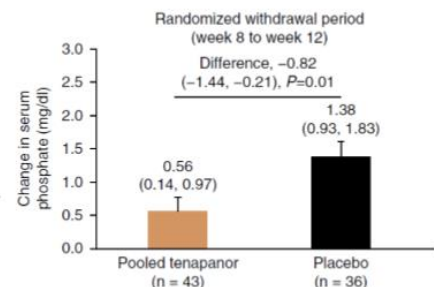 Randomized withdrawal period
(week 8 to week 12)
Difference, –0.82
(–1.44, –0.21), P=0.01
Change in serum
phosphate (mg/dl)
3.0
2.5
2.0
1.5
1.0
0.5
0.0
0.56
(0.14, 0.97)
1.38
(0.93, 1.83)
Pooled tenapanor
(n = 43)
Placebo
(n = 36)